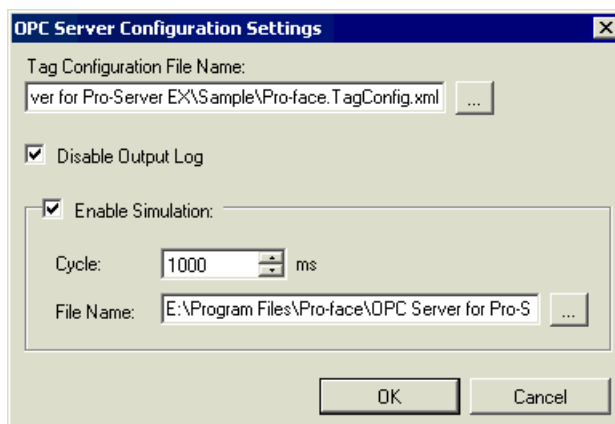 OPC Server Configuration Settings
Tag Configuration File Name:
ver for Pro-Server EX\Sample\Pro-face.TagConfig.xml ...
Disable Output Log
Enable Simulation:
Cycle: 1000 ms
File Name: E:\Program Files\Pro-face\OPC Server for Pro-S ...
OK Cancel